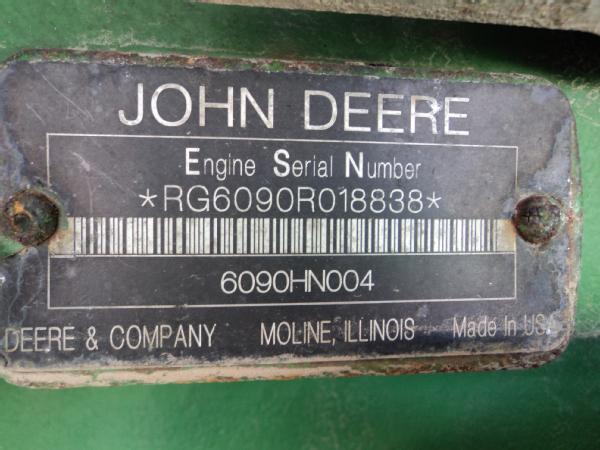 JOHN DEERE
Engine Serial Number
*RG6090R018838*
6090HN004
DEERE & COMPANY MOLINE, ILLINOIS Made In USA